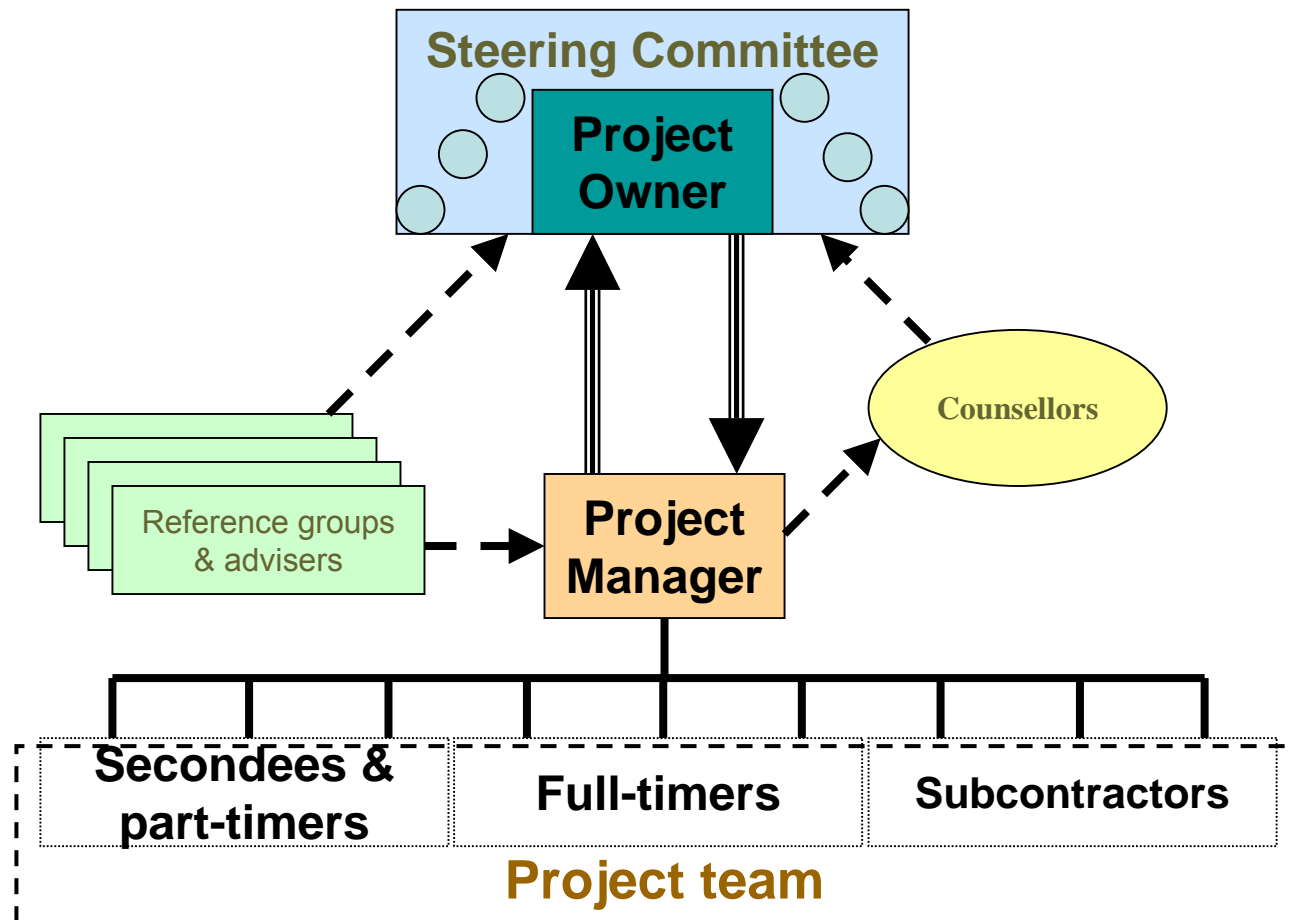 Steering Committee
Project
Owner
Counsellors
Reference groups
& advisers
Project
Manager
Secondees &
part-timers
Full-timers
Subcontractors
Project team